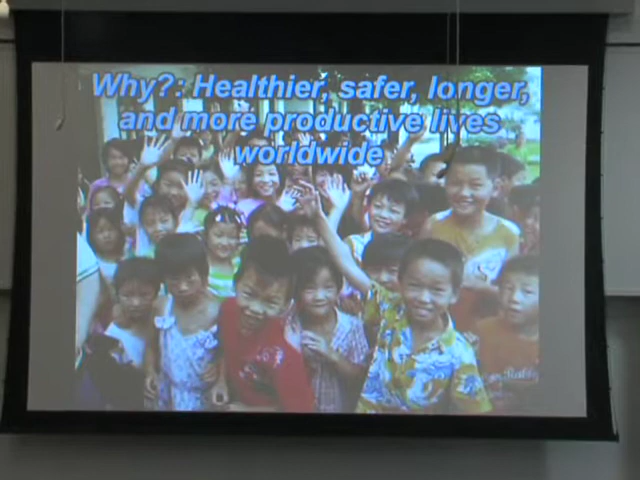 Why?: Healthier, safer, longer,
and more productive lives
worldwide